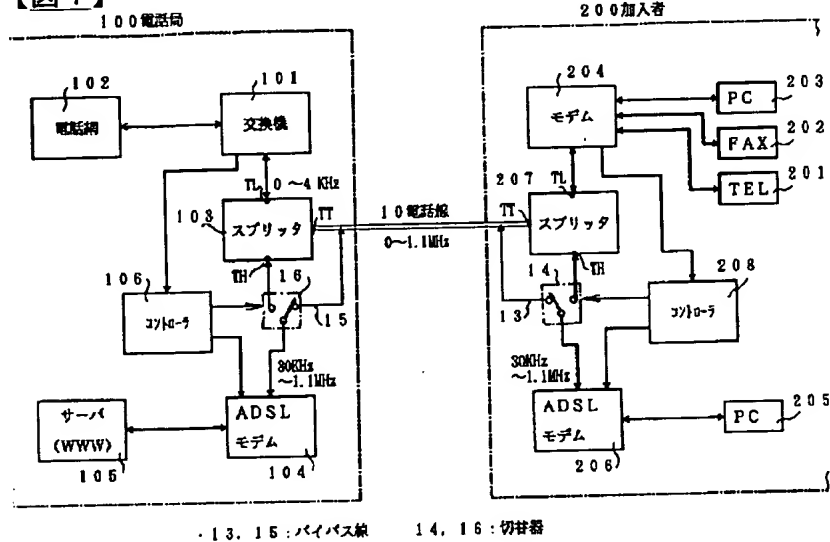 100電話局
200加入者
102
101
電話網
交換機
TL
0~4KHz
103
スプリッタ
TT
10電話線
0~1.1MHz
TH
16
15
106
コントローラ
30KHz
~1.1MHz
サーバ
(WWW)
105
ADSL
モデム
104
204
モデム
203
PC
202
FAX
201
TEL
207
TL
TT
スプリッタ
TH
14
13
208
コントローラ
30KHz
~1.1MHz
ADSL
モデム
206
205
PC
・13,15:バイパス線 14,16:切替器